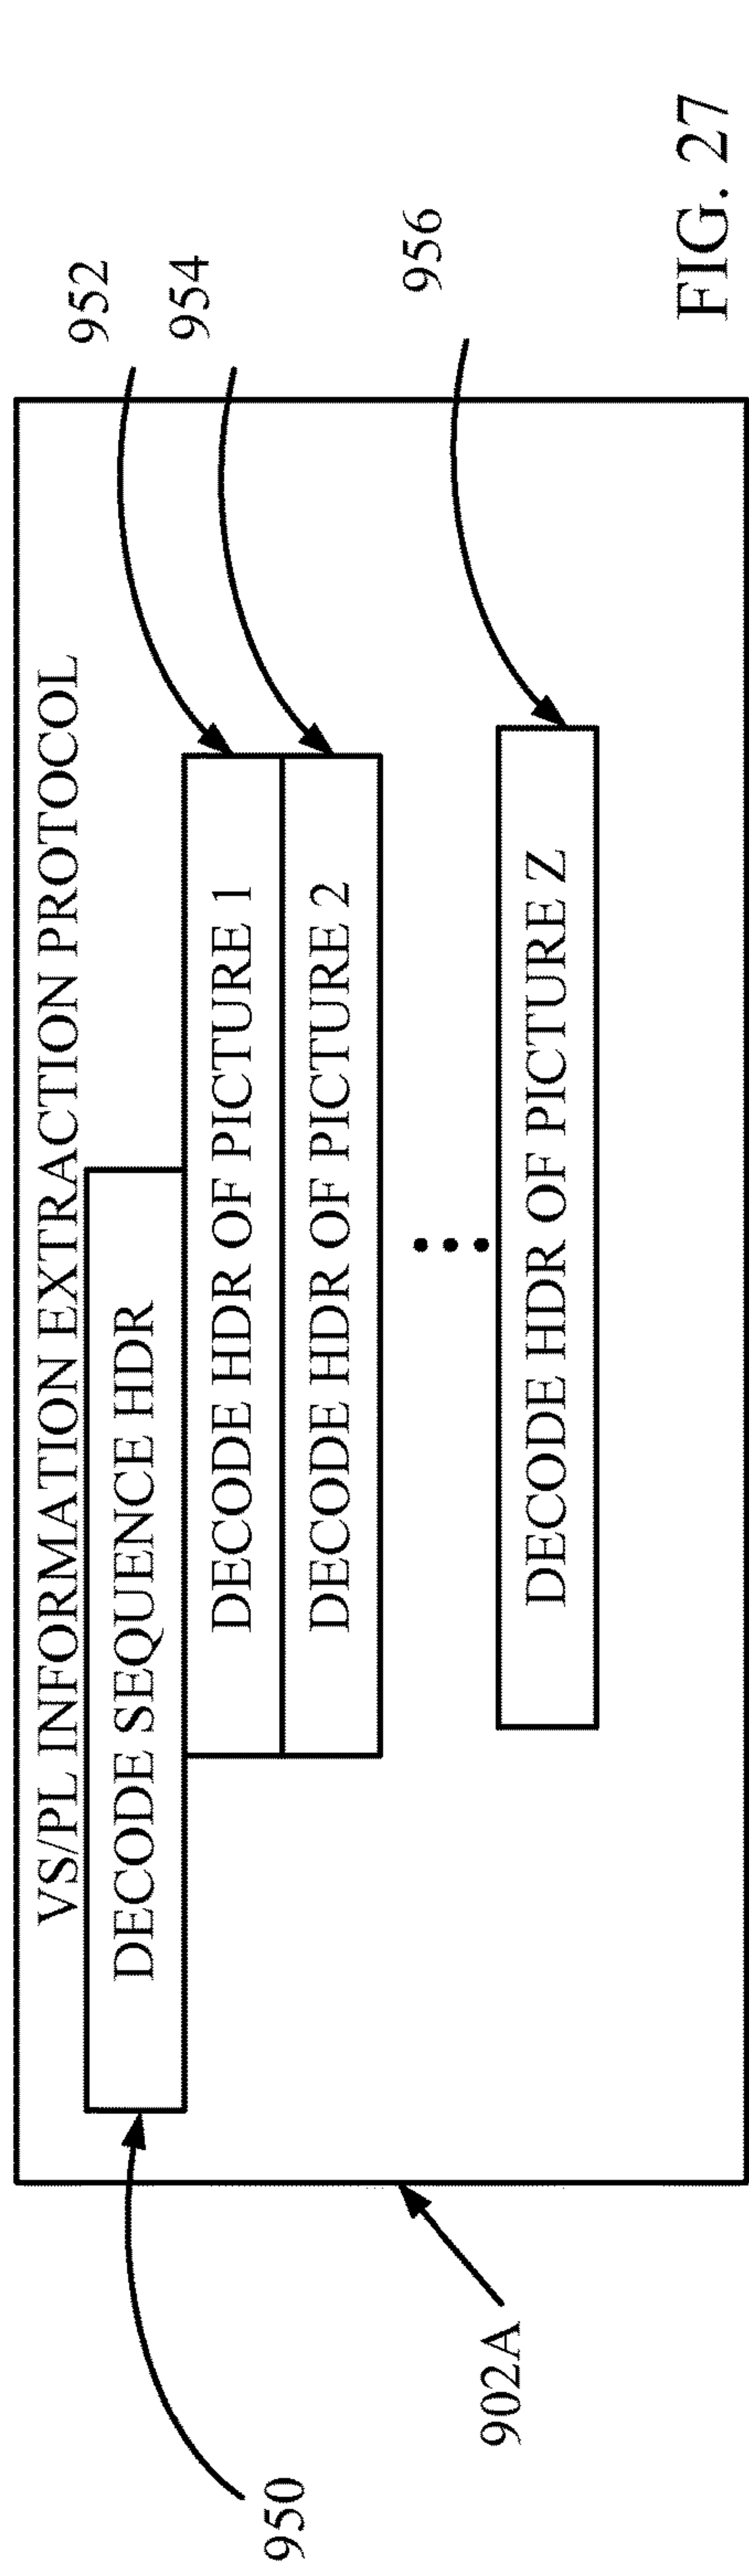 VS/PL INFORMATION EXTRACTION PROTOCOL
952
DECODE SEQUENCE HDR
954
950
DECODE HDR OF PICTURE 1
DECODE HDR OF PICTURE 2
956
902A
DECODE HDR OF PICTURE Z
FIG. 27